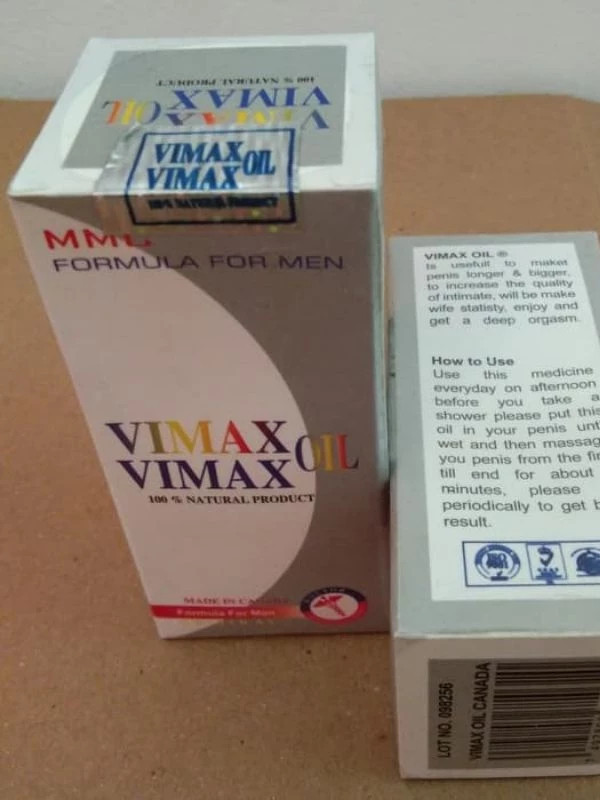 100 % NATURAL PRODUCT
VIMAX OIL
VIMAX
VIMAX OIL
VIMAX
100 % NATURAL PRODUCT
FORMULA FOR MEN
VIMAX OIL
VIMAX
100 % NATURAL PRODUCT
MADE IN
Formula For Men
VIMAX OIL ®
Is usefull to maket
penis longer & bigger,
to increase the quality
of intimate, will be make
wife statisty, enjoy and
get a deep orgasm.
How to Use
Use this medicine
everyday on afternoon
before you take a
shower please put this
oil in your penis unt
wet and then massag
you penis from the fir
till end for about
minutes, please
periodically to get b
result.
ISO
9001
LOT NO. 098256
VIMAX OIL CANADA